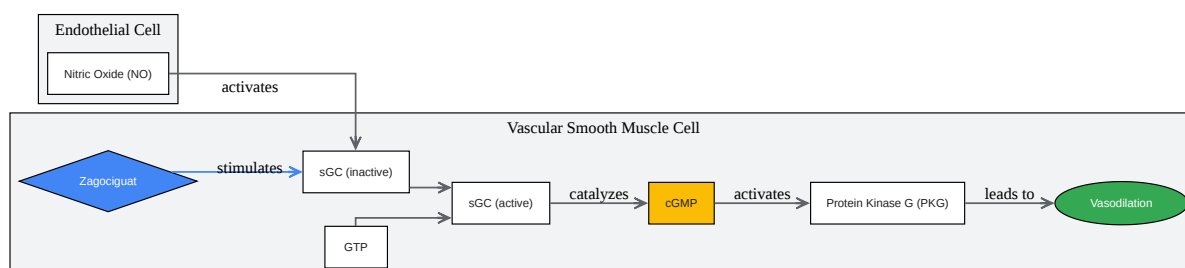 Endothelial Cell
Nitric Oxide (NO)
activates
Vascular Smooth Muscle Cell
Zagociguat
stimulates
sGC (inactive)
sGC (active)
GTP
catalyzes
cGMP
activates
Protein Kinase G (PKG)
leads to
Vasodilation